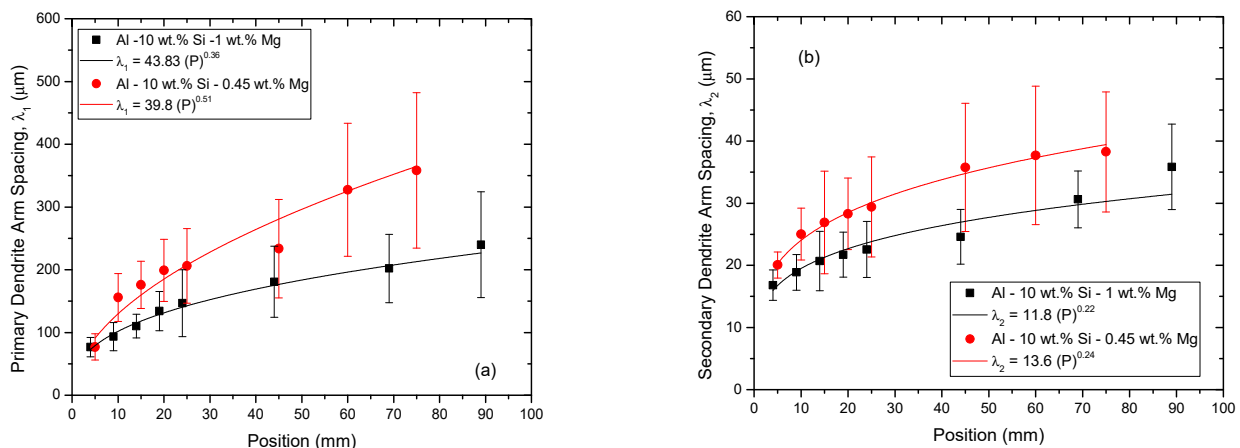 Al -10 wt.% Si -1 wt.% Mg
λ1 = 43.83 (P)^0.36
Al - 10 wt.% Si - 0.45 wt.% Mg
λ1 = 39.8 (P)^0.51
(a)
Primary Dendrite Arm Spacing, λ1 (μm)
600
500
400
300
200
100
0
0 10 20 30 40 50 60 70 80 90 100
Position (mm)
(b)
Al - 10 wt.% Si - 1 wt.% Mg
λ2 = 11.8 (P)^0.22
Al - 10 wt.% Si - 0.45 wt.% Mg
λ2 = 13.6 (P)^0.24
Secondary Dendrite Arm Spacing, λ2 (μm)
60
50
40
30
20
10
0
0 10 20 30 40 50 60 70 80 90 100
Position (mm)